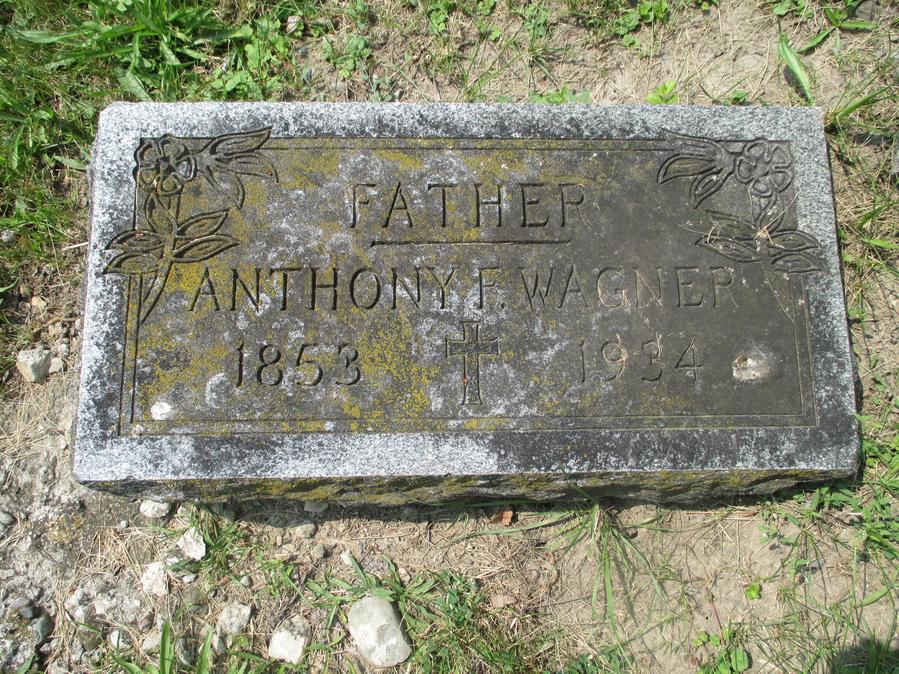 FATHER
ANTHONY F. WAGNER
1853 1934